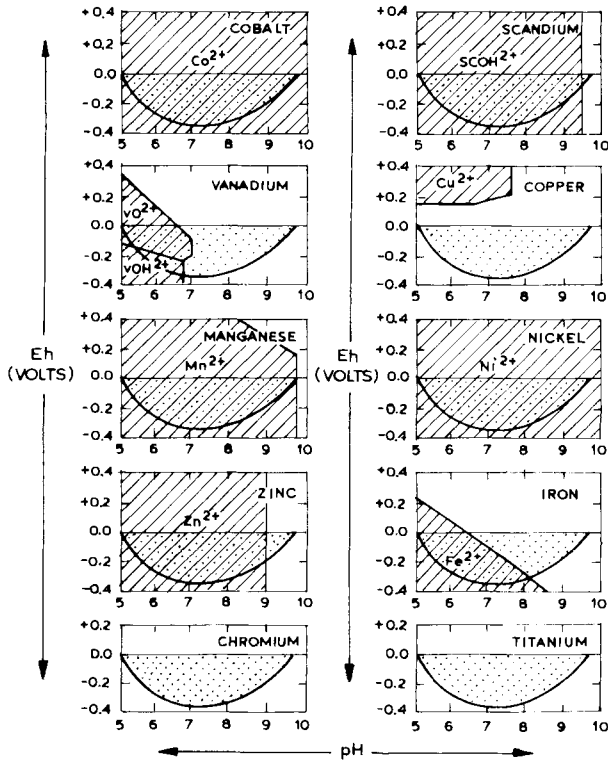 +0.4
+0.2
0.0
-0.2
-0.4
COBALT
Co2+
5 6 7 8 9 10
+0.4
+0.2
0.0
-0.2
-0.4
SCANDIUM
SCOH2+
5 6 7 8 9 10
+0.4
+0.2
0.0
-0.2
-0.4
VANADIUM
VO2+
VOH2+
5 6 7 8 9 10
+0.4
+0.2
0.0
-0.2
-0.4
Cu2+
COPPER
5 6 7 8 9 10
Eh
(VOLTS)
+0.4
+0.2
0.0
-0.2
-0.4
MANGANESE
Mn2+
5 6 7 8 9 10
Eh
(VOLTS)
+0.4
+0.2
0.0
-0.2
-0.4
NICKEL
Ni2+
5 6 7 8 9 10
+0.4
+0.2
0.0
-0.2
-0.4
ZINC
Zn2+
5 6 7 8 9 10
+0.4
+0.2
0.0
-0.2
-0.4
IRON
Fe2+
5 6 7 8 9 10
+0.2
0.0
-0.2
-0.4
CHROMIUM
5 6 7 8 9 10
+0.2
0.0
-0.2
-0.4
TITANIUM
5 6 7 8 9 10
pH